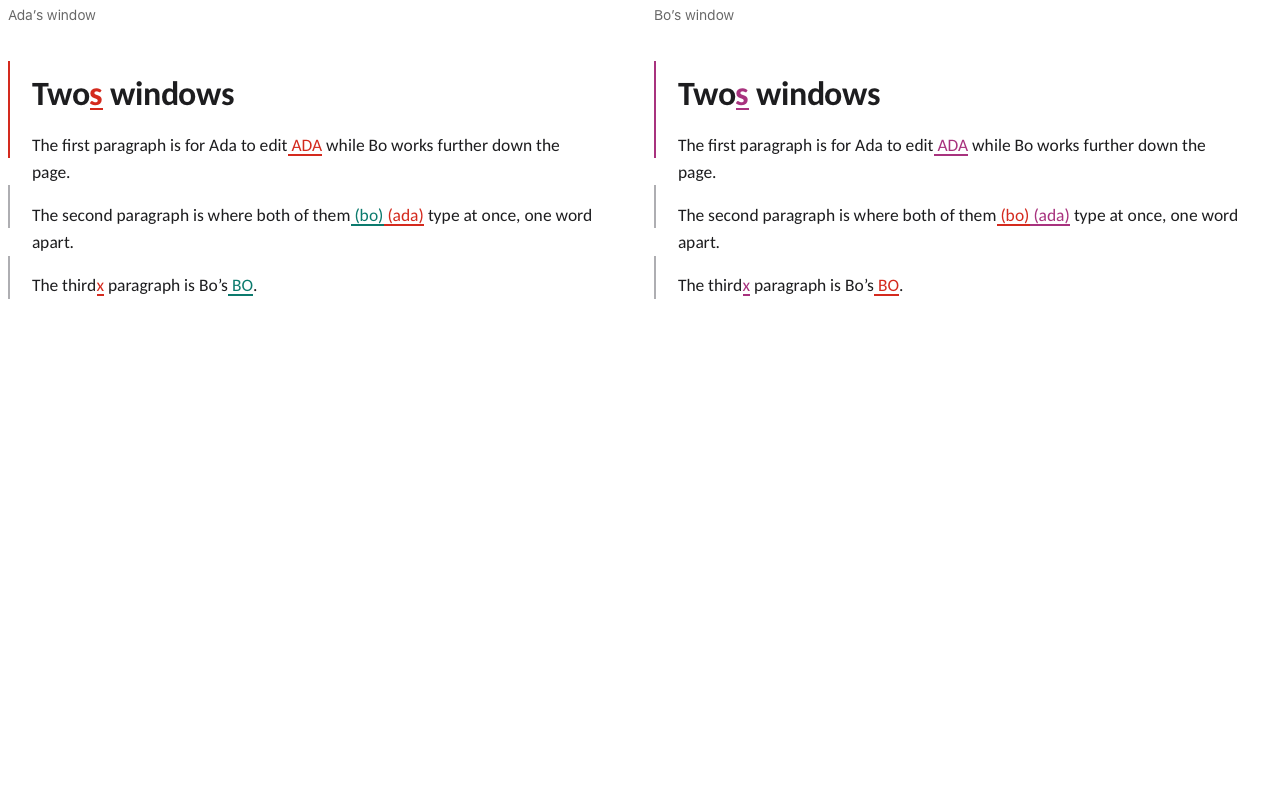 Ada’s window
Twos windows
The first paragraph is for Ada to edit ADA while Bo works further down the
page.
The second paragraph is where both of them (bo) (ada) type at once, one word
apart.
The thirdx paragraph is Bo’s BO.
Bo’s window
Twos windows
The first paragraph is for Ada to edit ADA while Bo works further down the
page.
The second paragraph is where both of them (bo) (ada) type at once, one word
apart.
The thirdx paragraph is Bo’s BO.